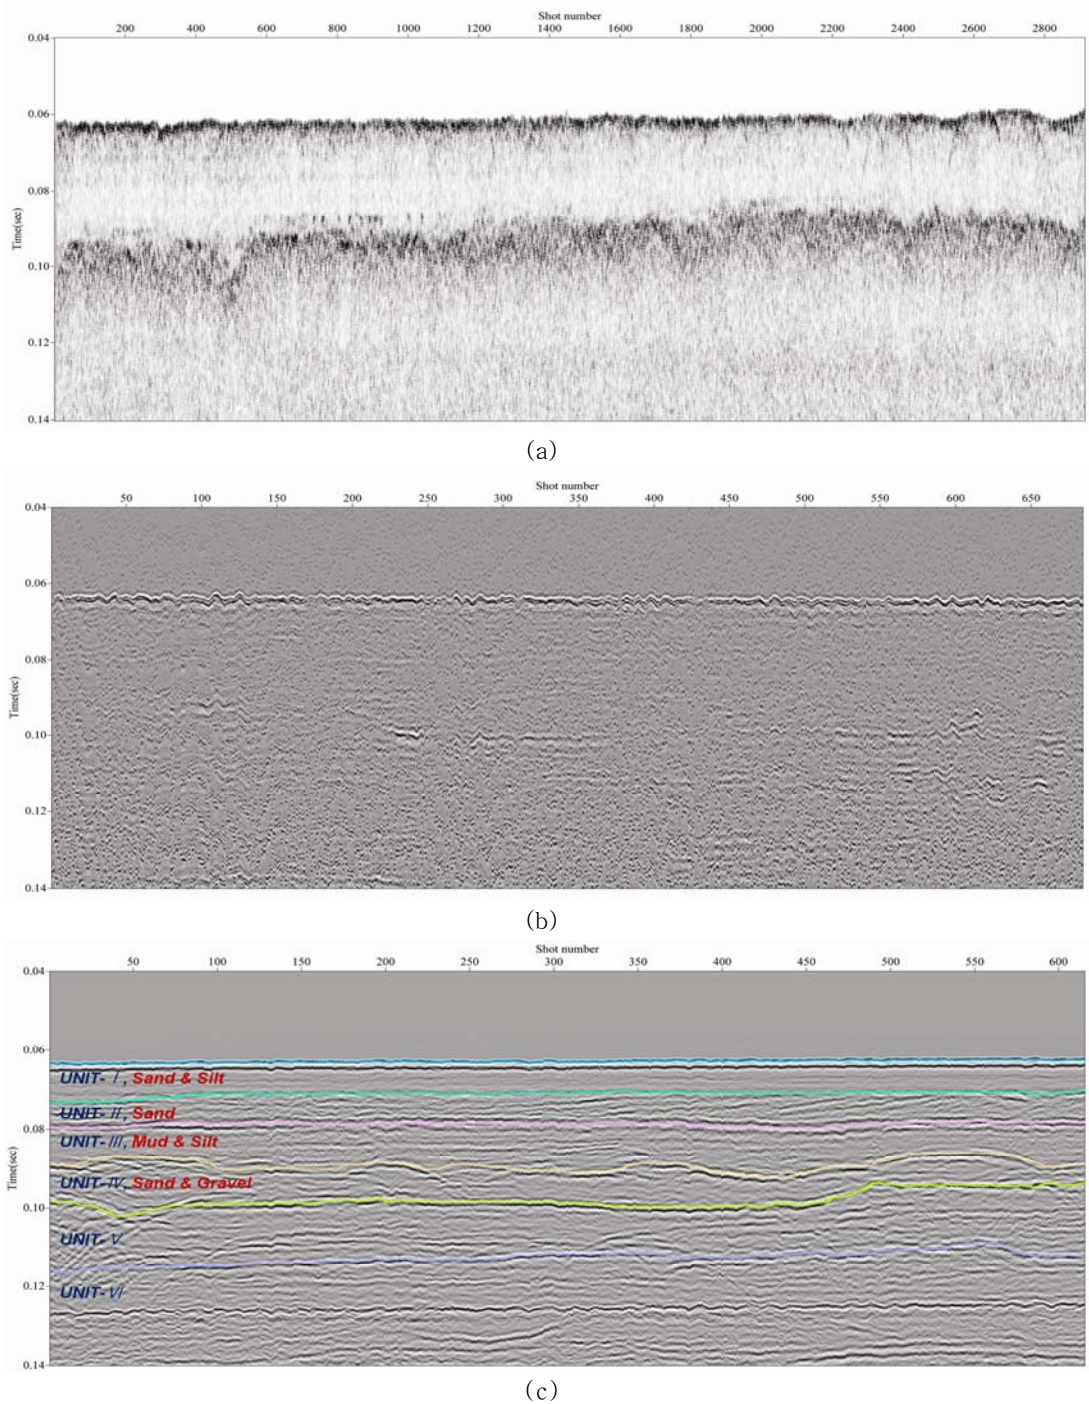 Shot number
200 400 600 800 1000 1200 1400 1600 1800 2000 2200 2400 2600 2800
0.04
0.06
0.08
Time(sec)
0.10
0.12
0.14
(a)
Shot number
50 100 150 200 250 300 350 400 450 500 550 600 650
0.04
0.06
0.08
Time(sec)
0.10
0.12
0.14
(b)
Shot number
50 100 150 200 250 300 350 400 450 500 550 600
0.04
0.06
UNIT- I, Sand & Silt
UNIT- II, Sand
0.08
UNIT- III, Mud & Silt
Time(sec)
UNIT- IV, Sand & Gravel
0.10
UNIT- V
0.12
UNIT- VI
0.14
(c)